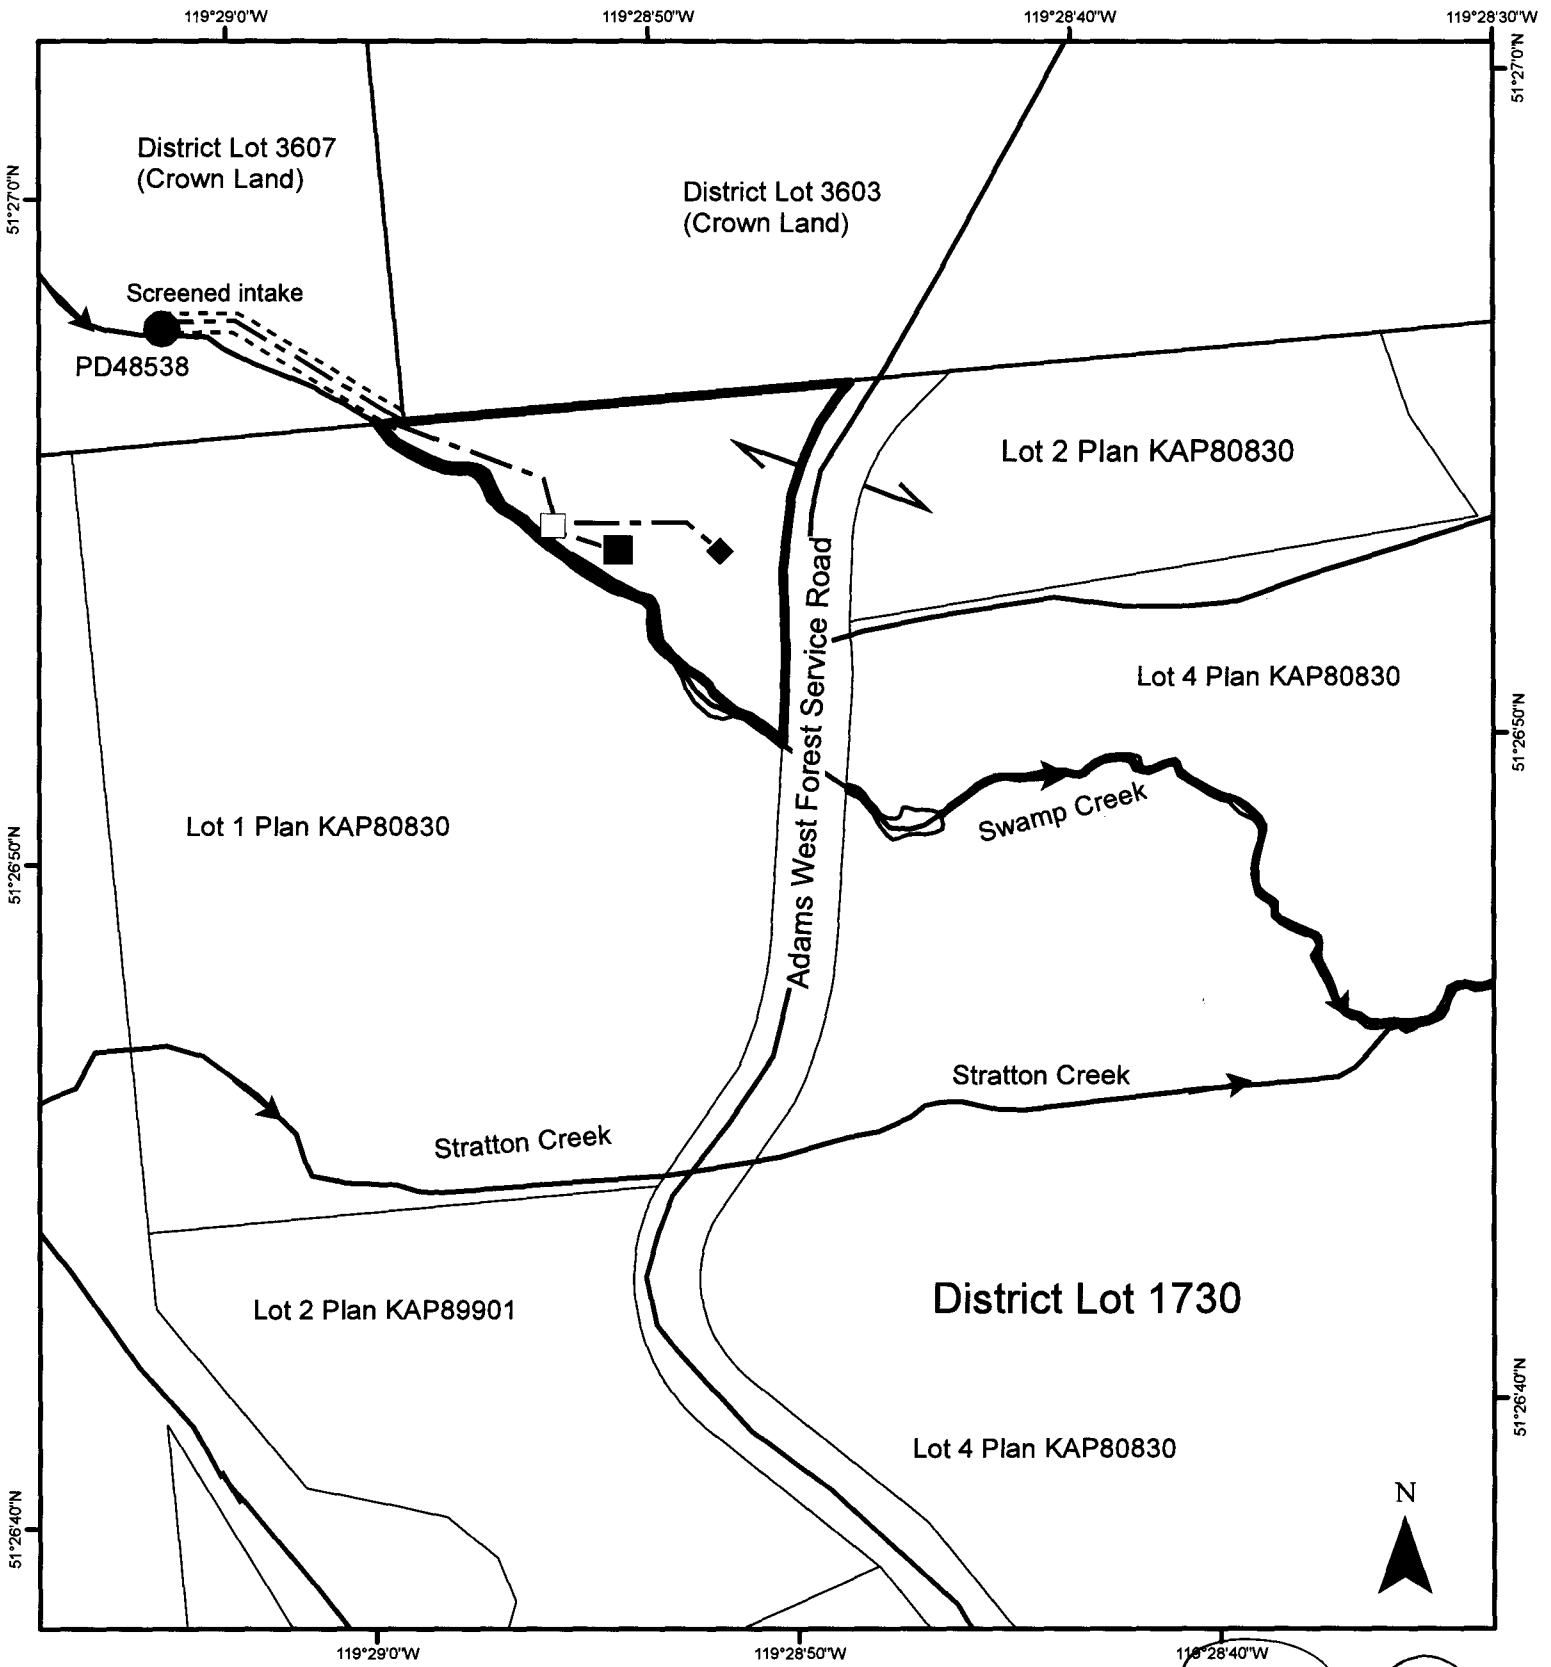 119°29'0"W
119°28'50"W
119°28'40"W
119°28'30"W
51°27'0"N
District Lot 3607
(Crown Land)
District Lot 3603
(Crown Land)
51°27'0"N
Screened intake
PD48538
Lot 2 Plan KAP80830
Adams West Forest Service Road
Lot 4 Plan KAP80830
51°26'50"N
Swamp Creek
Lot 1 Plan KAP80830
51°26'50"N
Stratton Creek
Stratton Creek
District Lot 1730
Lot 2 Plan KAP89901
51°26'40"N
Lot 4 Plan KAP80830
N
51°26'40"N
119°29'0"W
119°28'50"W
119°28'40"W